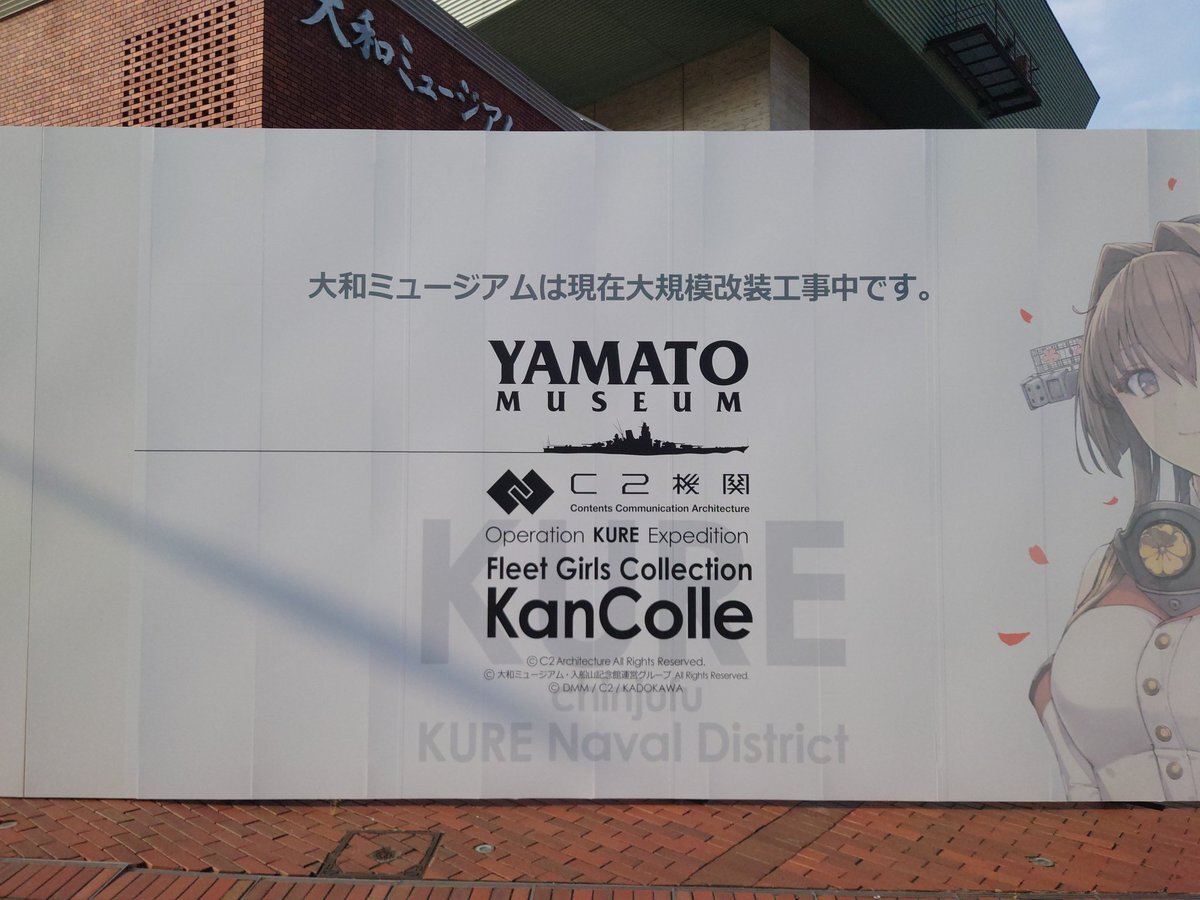 大和ミュージアム
大和ミュージアムは現在大規模改装工事中です。
YAMATO
MUSEUM
C2機関
Contents Communication Architecture
Operation KURE Expedition
Fleet Girls Collection
KanColle
KURE
© C2 Architecture All Rights Reserved.
© 大和ミュージアム・入船山記念館運営グループ All Rights Reserved.
© DMM / C2 / KADOKAWA
chinjufu
KURE Naval District